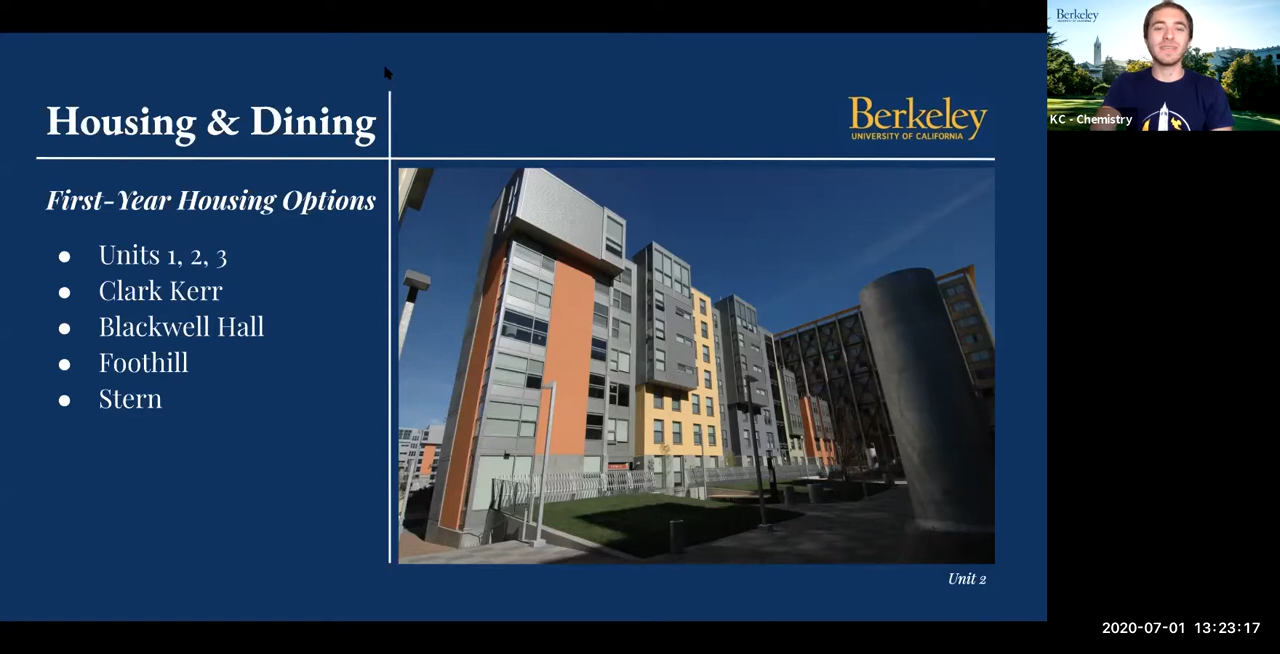 Housing & Dining
Berkeley
UNIVERSITY OF CALIFORNIA
First-Year Housing Options
● Units 1, 2, 3
● Clark Kerr
● Blackwell Hall
● Foothill
● Stern
Unit 2
Berkeley
KC - Chemistry
2020-07-01 13:23:17